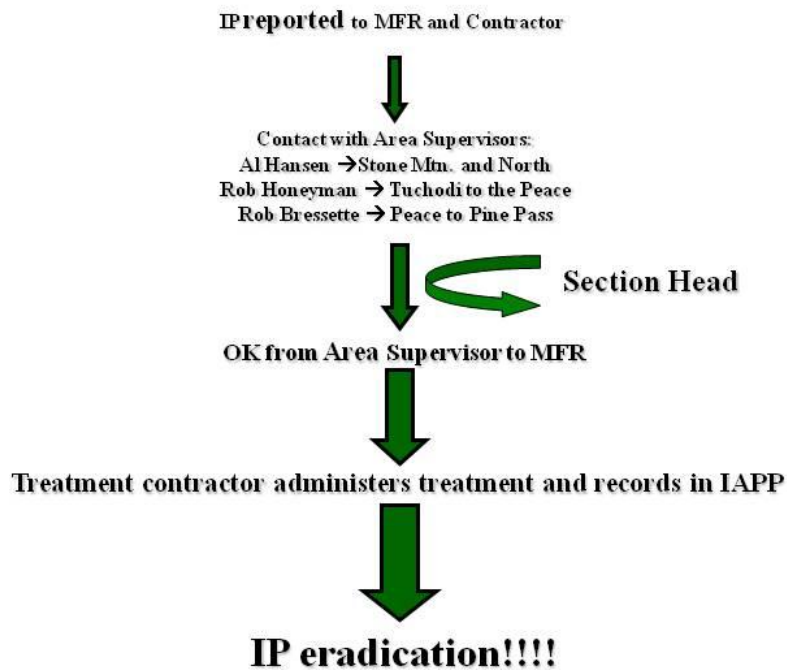 IP reported to MFR and Contractor
Contact with Area Supervisors:
Al Hansen → Stone Mtn. and North
Rob Honeyman → Tuchodi to the Peace
Rob Bressette → Peace to Pine Pass
Section Head
OK from Area Supervisor to MFR
Treatment contractor administers treatment and records in IAPP
IP eradication!!!!